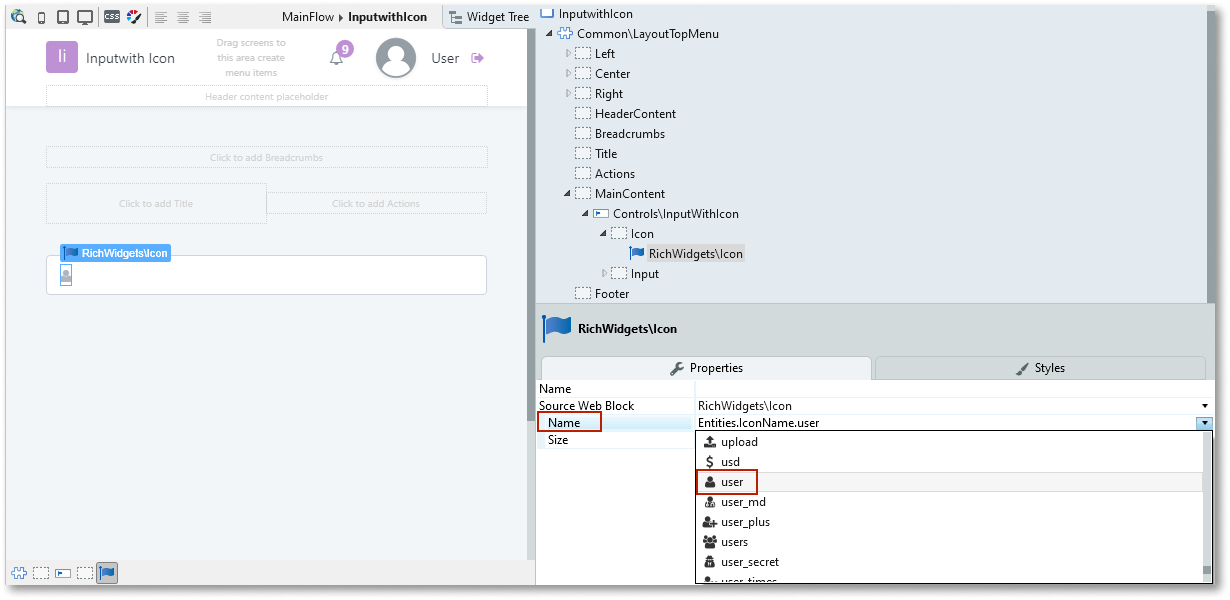 CSS
MainFlow ▸ InputwithIcon
Widget Tree
li
Inputwith Icon
Drag screens to
this area create
menu items
9
User
Header content placeholder
Click to add Breadcrumbs
Click to add Title
Click to add Actions
RichWidgets\Icon
InputwithIcon
Common\LayoutTopMenu
Left
Center
Right
HeaderContent
Breadcrumbs
Title
Actions
MainContent
Controls\InputWithIcon
Icon
RichWidgets\Icon
Input
Footer
RichWidgets\Icon
Properties
Styles
Name
Source Web Block
RichWidgets\Icon
Name
Entities.IconName.user
Size
upload
usd
user
user_md
user_plus
users
user_secret
user_times